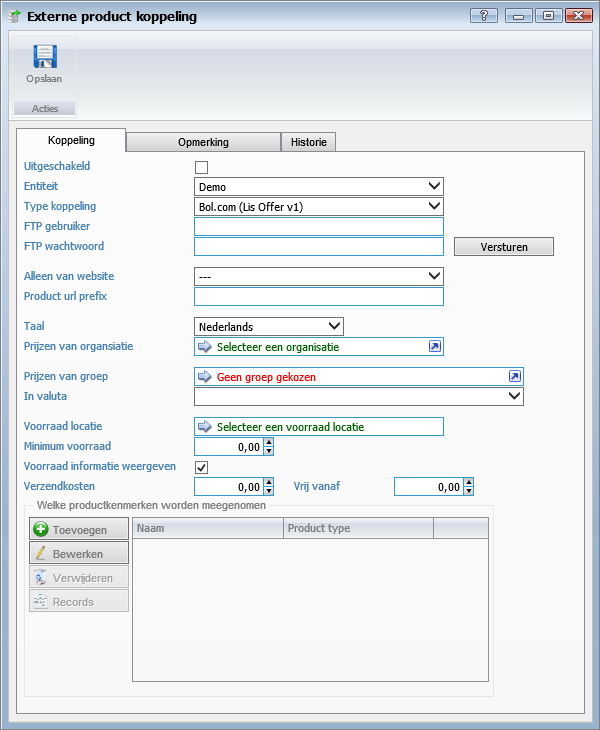 Externe product koppeling
?
Opslaan
Acties
Koppeling Opmerking Historie
Uitgeschakeld
Entiteit Demo
Type koppeling Bol.com (Lis Offer v1)
FTP gebruiker
FTP wachtwoord Versturen
Alleen van website ---
Product url prefix
Taal Nederlands
Prijzen van organsiatie Selecteer een organisatie
Prijzen van groep Geen groep gekozen
In valuta
Voorraad locatie Selecteer een voorraad locatie
Minimum voorraad 0,00
Voorraad informatie weergeven
Verzendkosten 0,00 Vrij vanaf 0,00
Welke productkenmerken worden meegenomen
Toevoegen Naam Product type
Bewerken
Verwijderen
Records